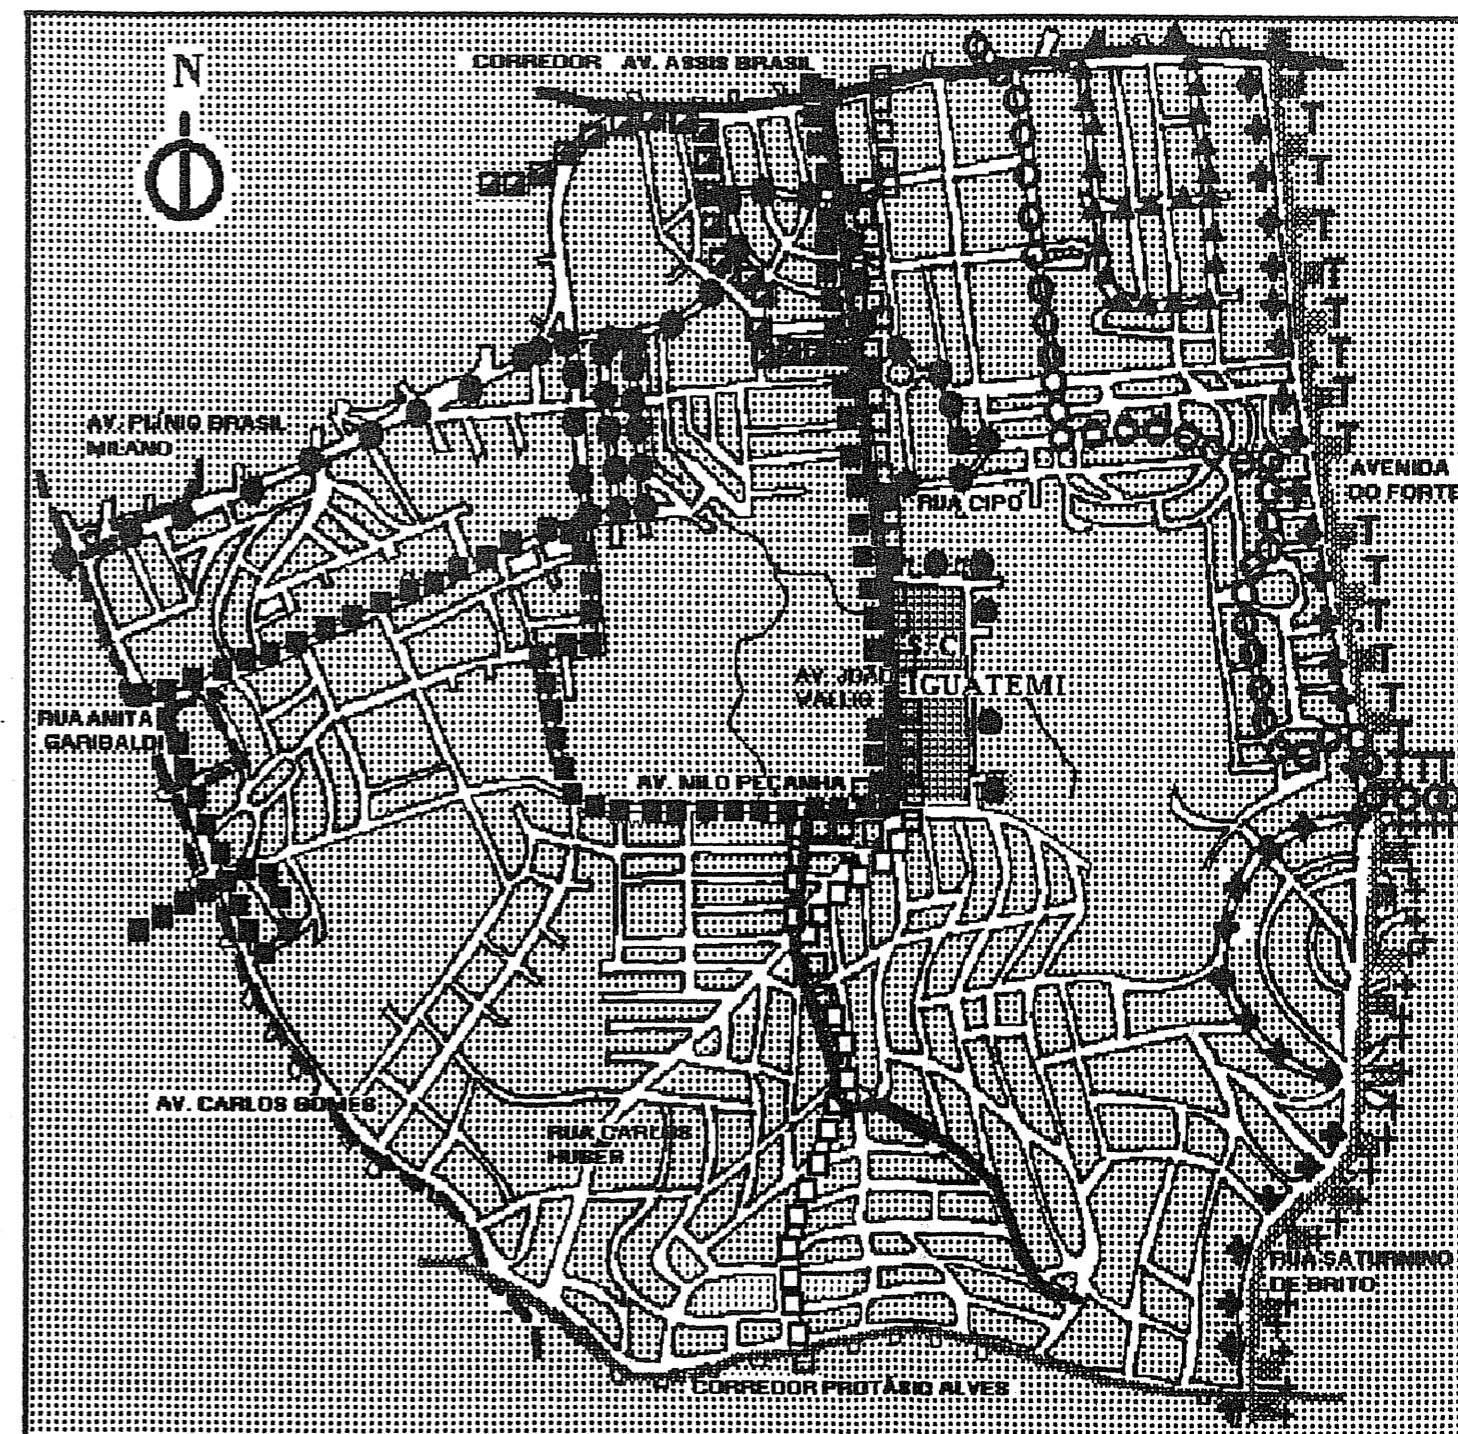 N
CORREDOR AV. ASSIS BRASIL
AV. PLÍNIO BRASIL
MILANO
AVENIDA
DO FORTE
RUA CIPÓ
S.C.
AV. JOÃO
WALLIG
IGUATEMI
RUA ANITA
GARIBALDI
AV. NILO PEÇANHA
AV. CARLOS GOMES
RUA CARLOS
HUBER
RUA SATURNINO
DE BRITO
CORREDOR PROTÁSIO ALVES